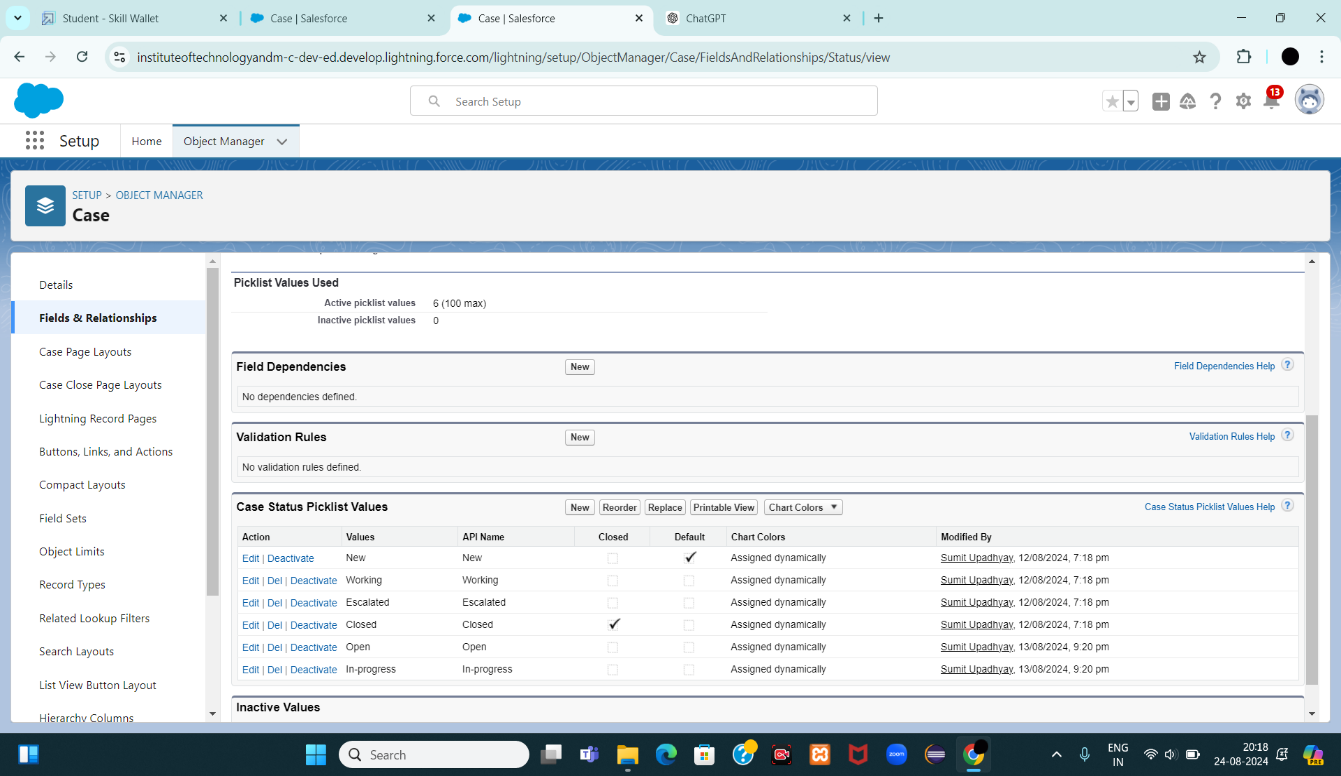 Student - Skill Wallet
Case | Salesforce
Case | Salesforce
ChatGPT
instituteoftechnologyandm-c-dev-ed.develop.lightning.force.com/lightning/setup/ObjectManager/Case/FieldsAndRelationships/Status/view
Search Setup
13
Setup
Home
Object Manager
SETUP > OBJECT MANAGER
Case
Details
Fields & Relationships
Case Page Layouts
Case Close Page Layouts
Lightning Record Pages
Buttons, Links, and Actions
Compact Layouts
Field Sets
Object Limits
Record Types
Related Lookup Filters
Search Layouts
List View Button Layout
Hierarchy Columns
Picklist Values Used
Active picklist values 6 (100 max)
Inactive picklist values 0
Field Dependencies New Field Dependencies Help ?
No dependencies defined.
Validation Rules New Validation Rules Help ?
No validation rules defined.
Case Status Picklist Values New Reorder Replace Printable View Chart Colors Case Status Picklist Values Help ?
Action Values API Name Closed Default Chart Colors Modified By
Edit | Deactivate New New Assigned dynamically Sumit Upadhyay, 12/08/2024, 7:18 pm
Edit | Del | Deactivate Working Working Assigned dynamically Sumit Upadhyay, 12/08/2024, 7:18 pm
Edit | Del | Deactivate Escalated Escalated Assigned dynamically Sumit Upadhyay, 12/08/2024, 7:18 pm
Edit | Del | Deactivate Closed Closed Assigned dynamically Sumit Upadhyay, 12/08/2024, 7:18 pm
Edit | Del | Deactivate Open Open Assigned dynamically Sumit Upadhyay, 13/08/2024, 9:20 pm
Edit | Del | Deactivate In-progress In-progress Assigned dynamically Sumit Upadhyay, 13/08/2024, 9:20 pm
Inactive Values
Search
zoom
ENG
IN
20:18
24-08-2024
PRE